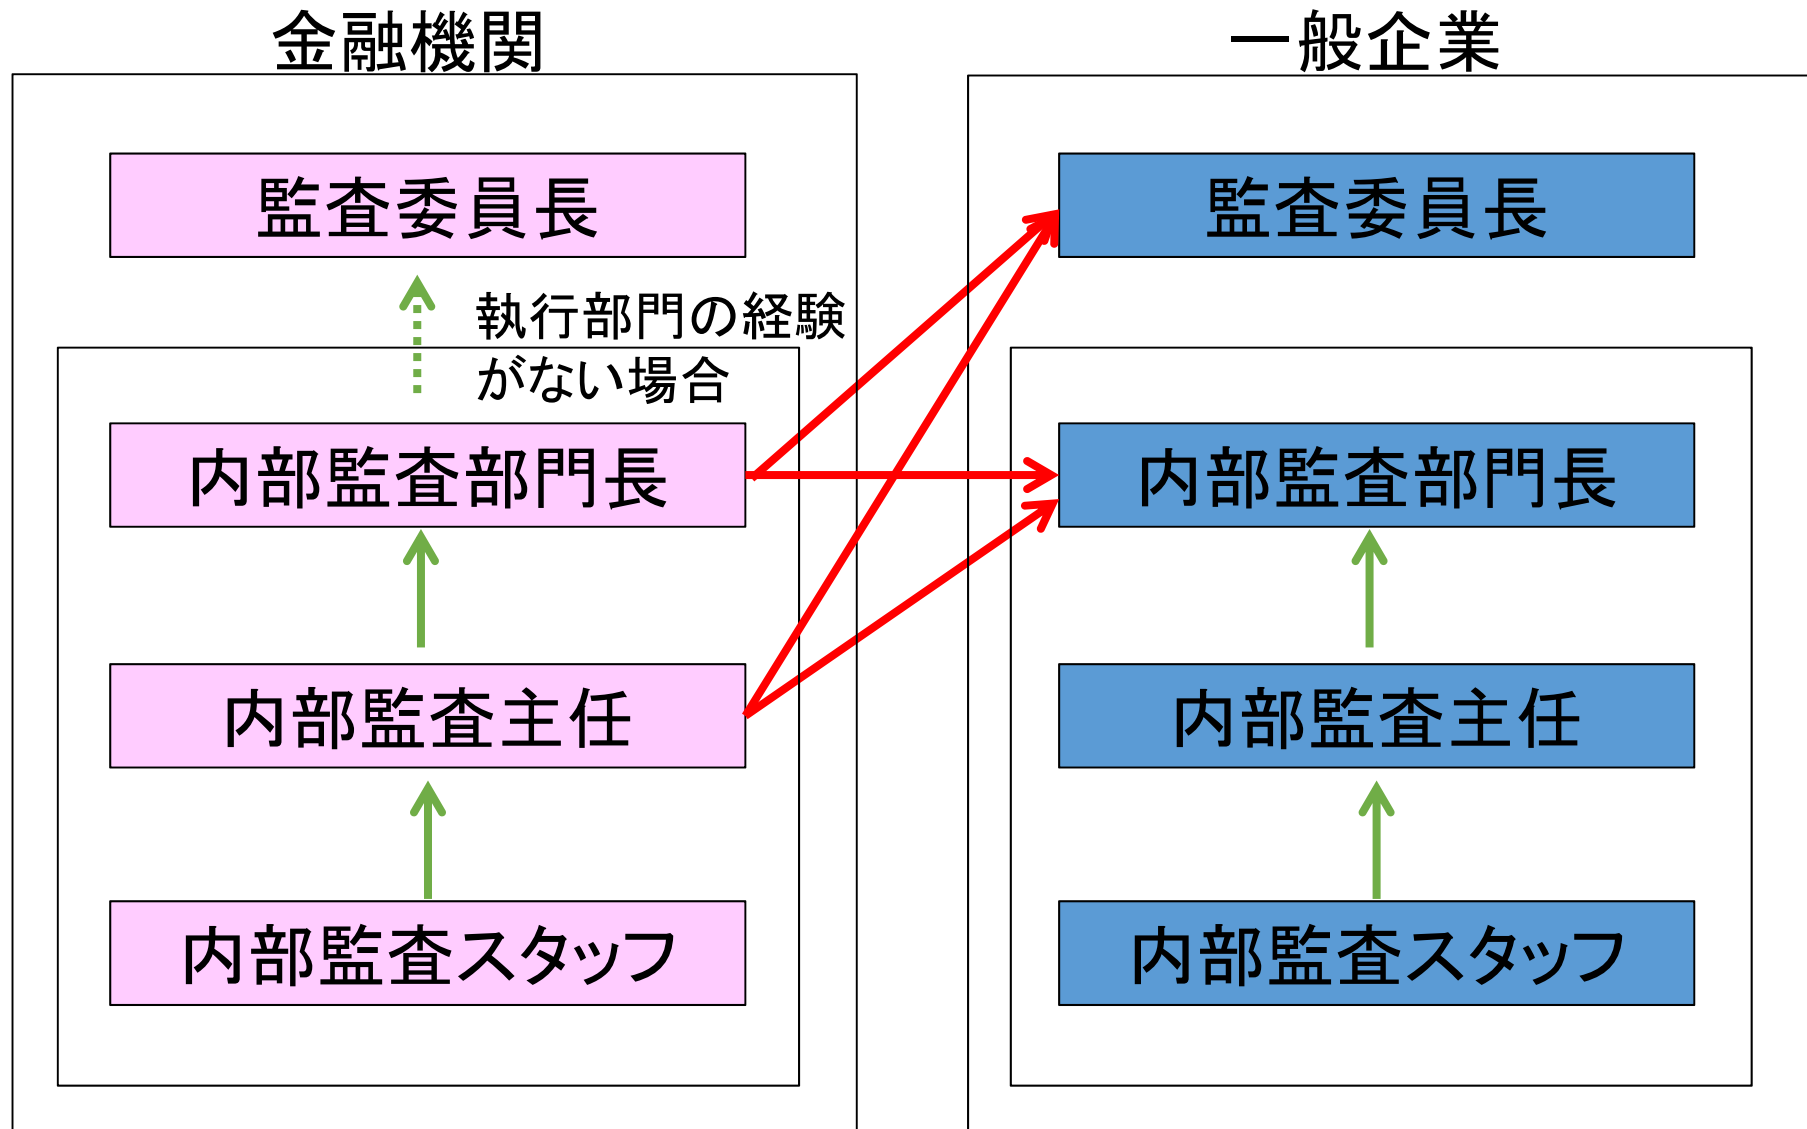 金融機関
監査委員長
執行部門の経験
がない場合
内部監査部門長
内部監査主任
内部監査スタッフ
一般企業
監査委員長
内部監査部門長
内部監査主任
内部監査スタッフ